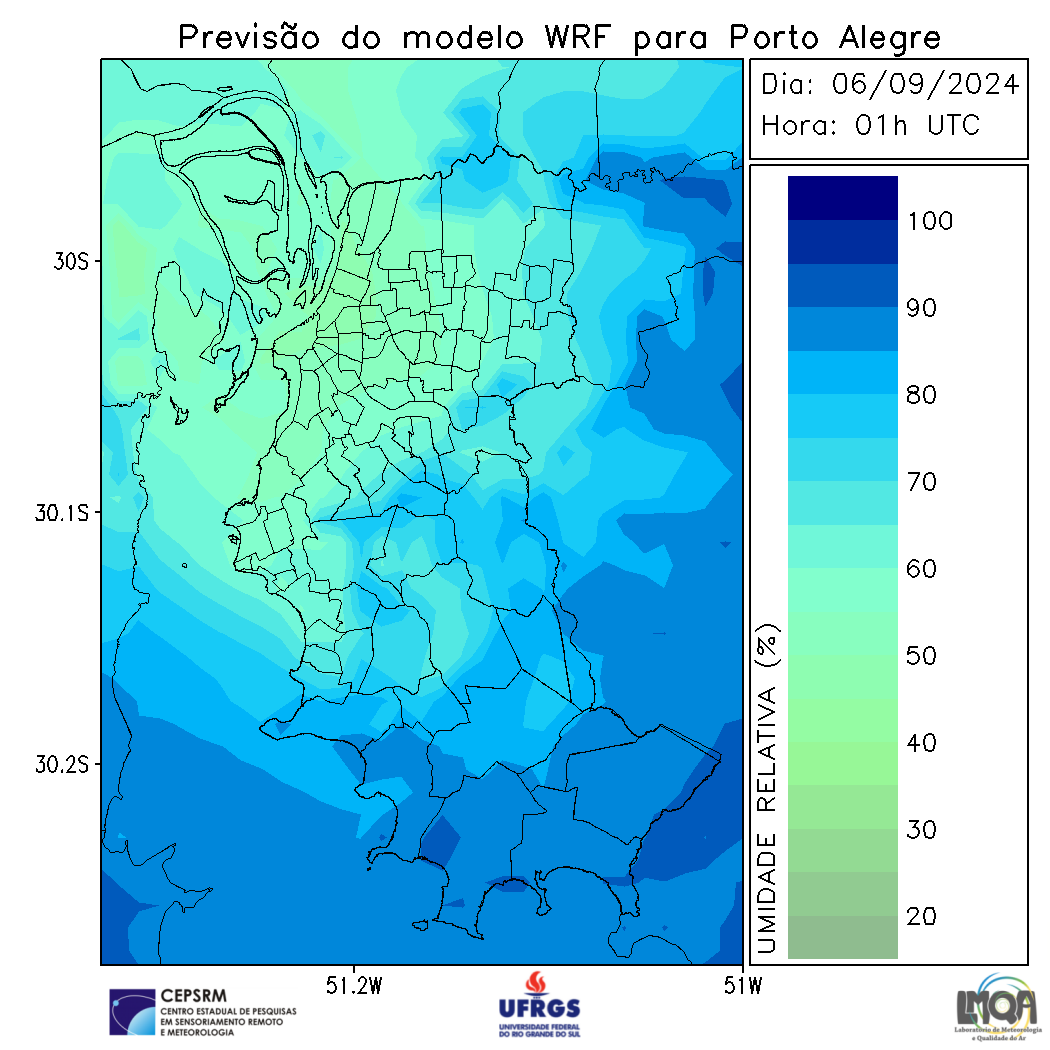 Previsão do modelo WRF para Porto Alegre
Dia: 06/09/2024
Hora: 01h UTC
30S
30.1S
30.2S
51.2W
51W
100
90
80
70
60
50
40
30
20
UMIDADE RELATIVA (%)
CEPSRM
CENTRO ESTADUAL DE PESQUISAS
EM SENSORIAMENTO REMOTO
E METEOROLOGIA
UFRGS
UNIVERSIDADE FEDERAL
DO RIO GRANDE DO SUL
LMQA
Laboratório de Meteorologia
e Qualidade do Ar